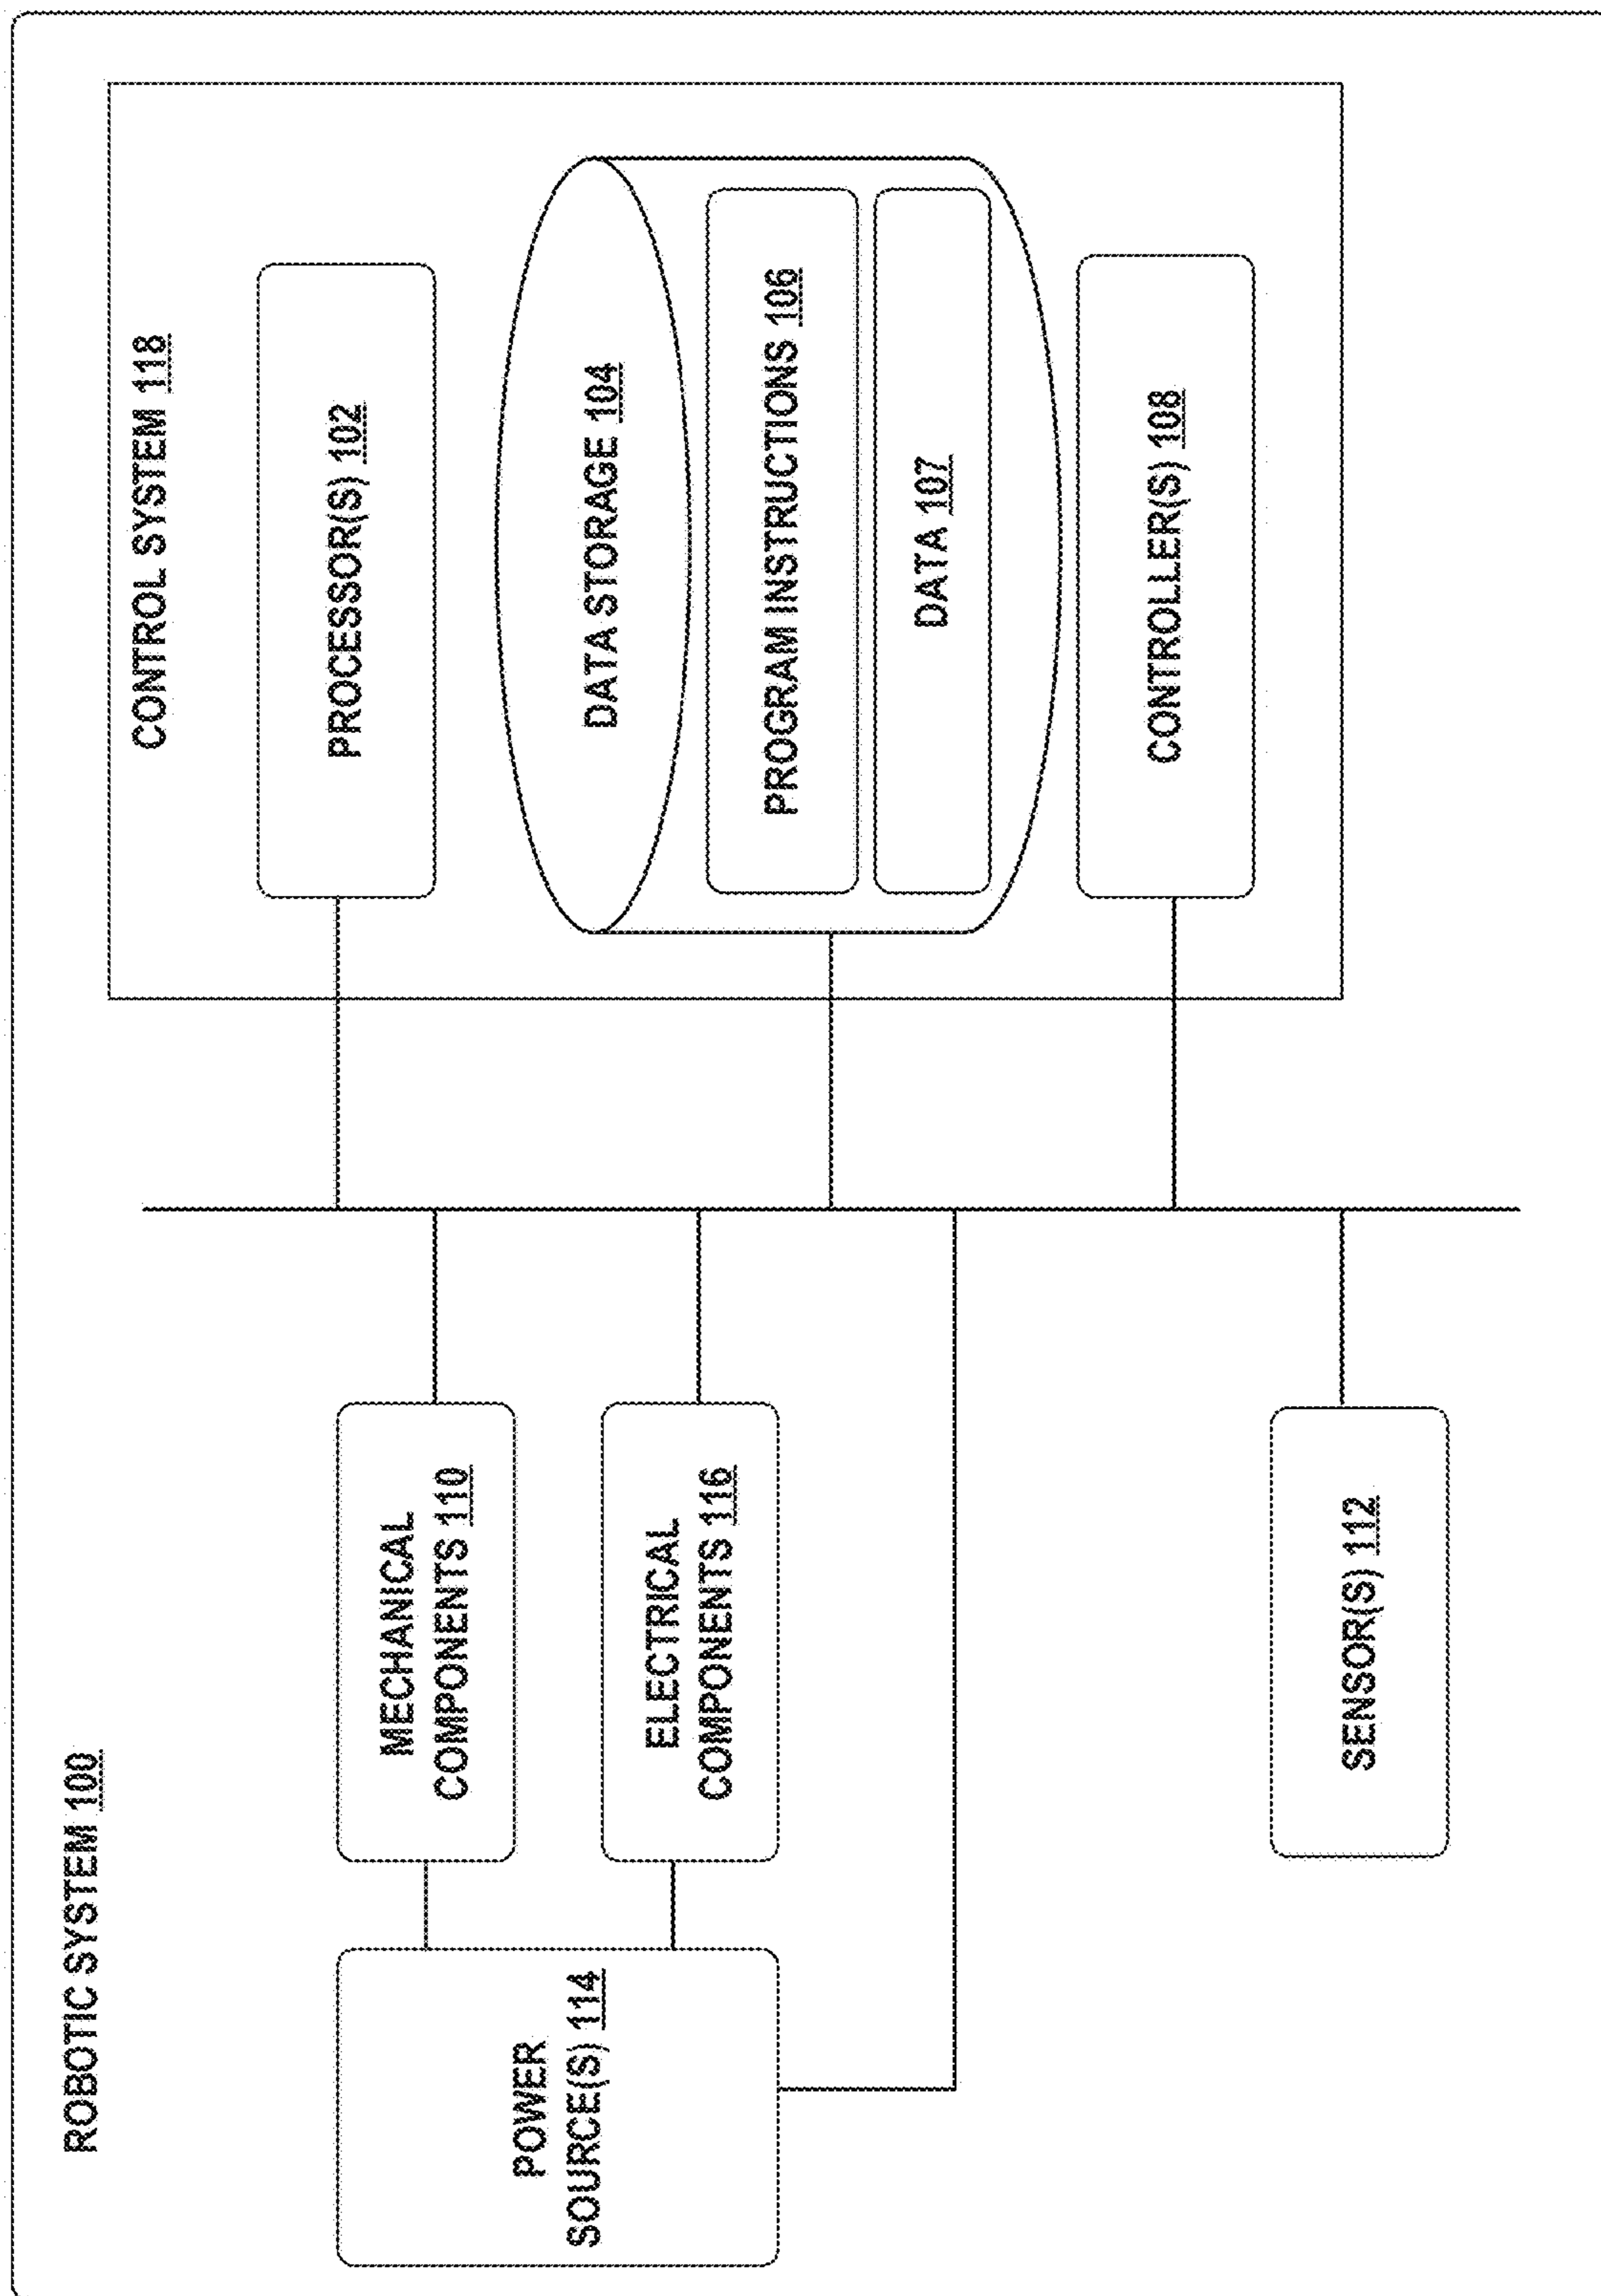 ROBOTIC SYSTEM 100
CONTROL SYSTEM 118
PROCESSOR(S) 102
DATA STORAGE 104
PROGRAM INSTRUCTIONS 106
DATA 107
CONTROLLER(S) 108
MECHANICAL
COMPONENTS 110
ELECTRICAL
COMPONENTS 116
POWER
SOURCE(S) 114
SENSOR(S) 112